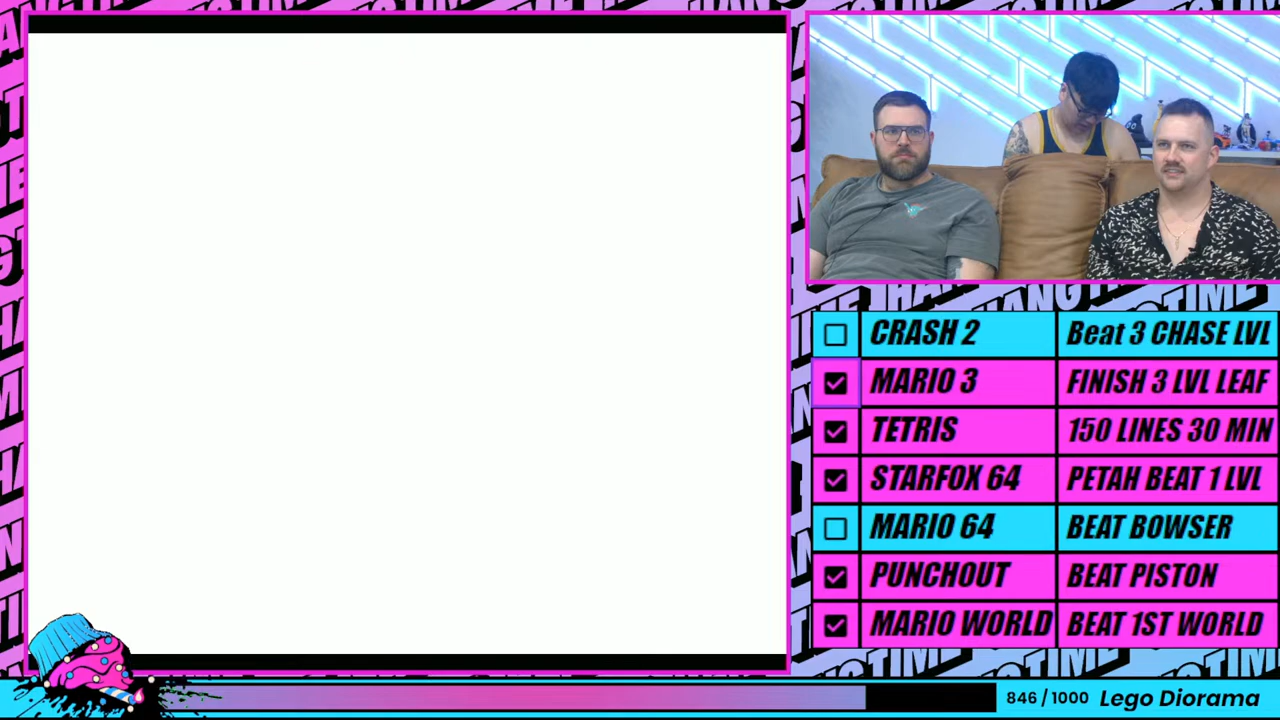 CRASH 2 Beat 3 CHASE LVL
MARIO 3 FINISH 3 LVL LEAF
TETRIS 150 LINES 30 MIN
STARFOX 64 PETAH BEAT 1 LVL
MARIO 64 BEAT BOWSER
PUNCHOUT BEAT PISTON
MARIO WORLD BEAT 1ST WORLD
846 / 1000 Lego Diorama